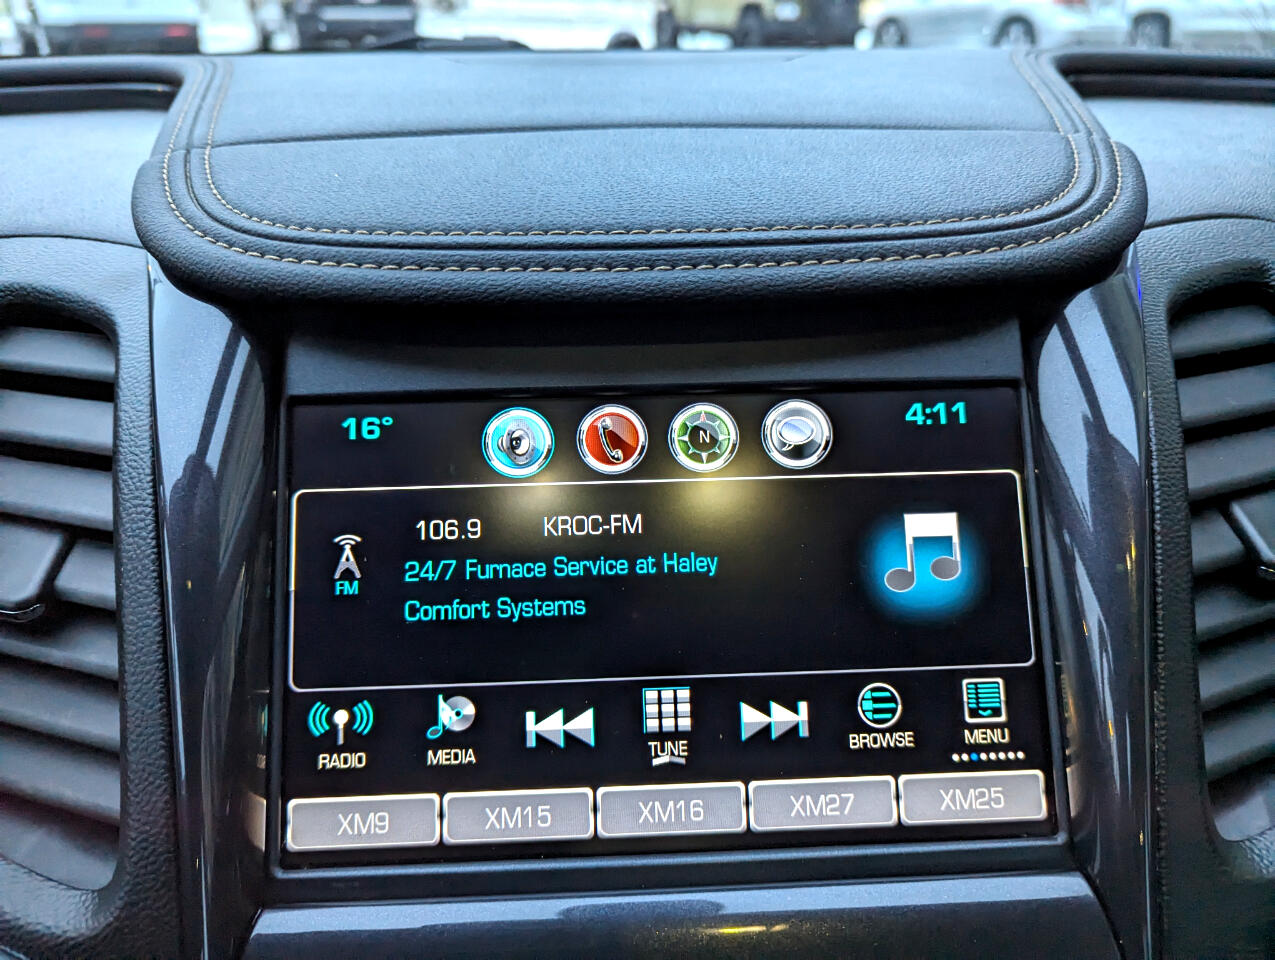 16°
N
4:11
106.9 KROC-FM
24/7 Furnace Service at Haley
Comfort Systems
FM
RADIO
MEDIA
TUNE
BROWSE
MENU
XM9
XM15
XM16
XM27
XM25